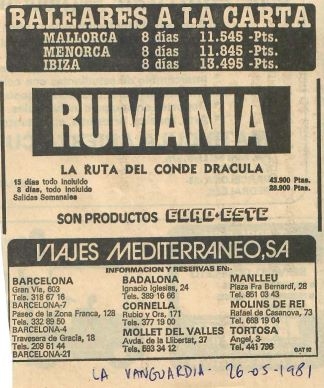 BALEARES A LA CARTA
MALLORCA 8 días 11.545 -Pts.
MENORCA 8 días 11.845 -Pts.
IBIZA 8 días 13.495 -Pts.
RUMANIA
LA RUTA DEL CONDE DRACULA
15 días todo incluido 43.900 Ptas.
8 días, todo incluido 28.900 Ptas.
Salidas Semanales
SON PRODUCTOS EURO-ESTE
VIAJES MEDITERRANEO,SA
INFORMACION Y RESERVAS EN:-
BARCELONA
Gran Vía, 603
Tels. 318 67 16
BARCELONA-7
Paseo de la Zona Franca, 128
BARCELONA-4
Travesera de Gracia, 18
Tels. 209 51 44
BARCELONA-21
BADALONA
Ignacio Iglesias, 24
Tels. 389 16 66
CORNELLA
Rubio y Ors, 171
Tels. 377 19 00
MOLLET DEL VALLES
Avda. de la Libertad, 37
Tels, 593 34 12
MANLLEU
Plaza Fra Bernardí, 28
Tel. 851 03 43
MOLINS DE REI
Rafael de Casanova, 73
Tel. 668 19 04
TORTOSA
Angel, 3-
Tel. 441 798
GAT 82
LA VANGUARDIA- 26-05-1981